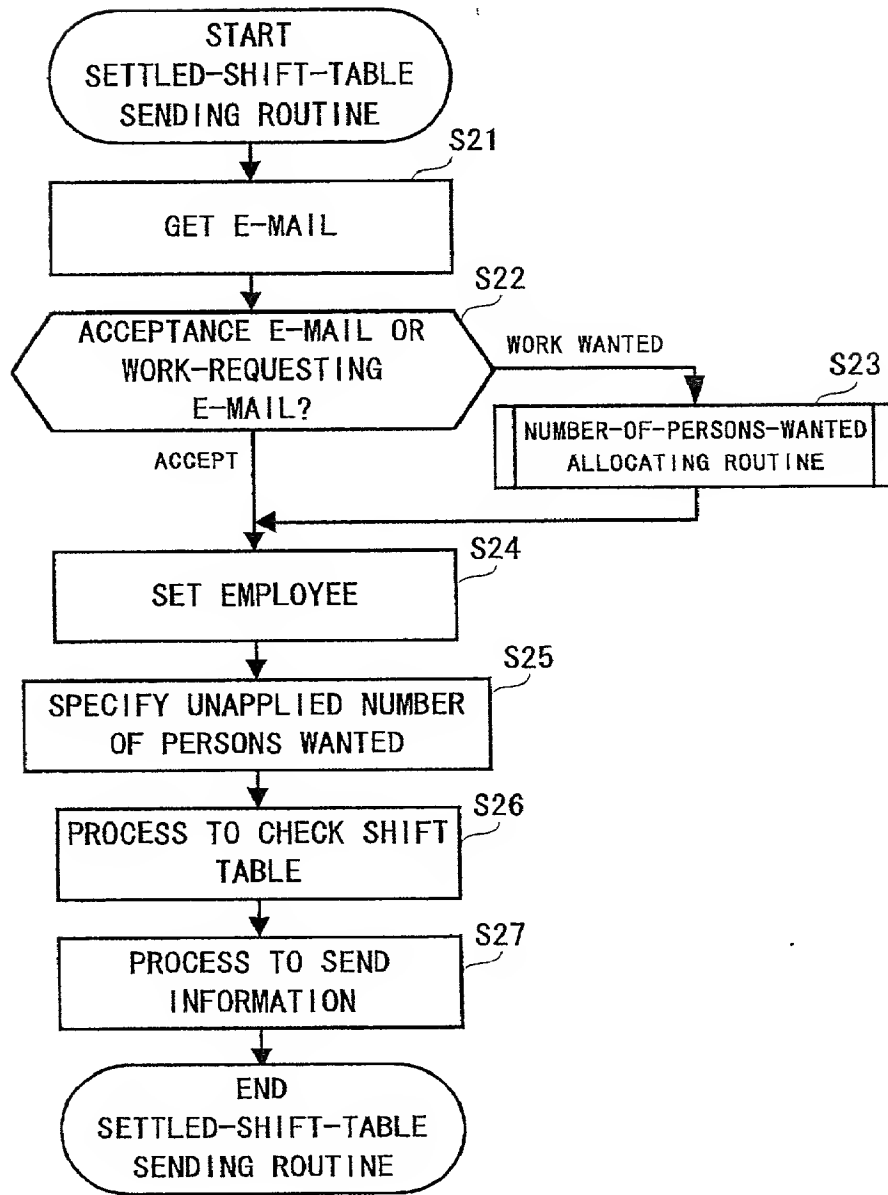 START
SETTLED-SHIFT-TABLE
SENDING ROUTINE
S21
GET E-MAIL
S22
ACCEPTANCE E-MAIL OR
WORK-REQUESTING
E-MAIL?
WORK WANTED
S23
NUMBER-OF-PERSONS-WANTED
ALLOCATING ROUTINE
ACCEPT
S24
SET EMPLOYEE
S25
SPECIFY UNAPPLIED NUMBER
OF PERSONS WANTED
S26
PROCESS TO CHECK SHIFT
TABLE
S27
PROCESS TO SEND
INFORMATION
END
SETTLED-SHIFT-TABLE
SENDING ROUTINE